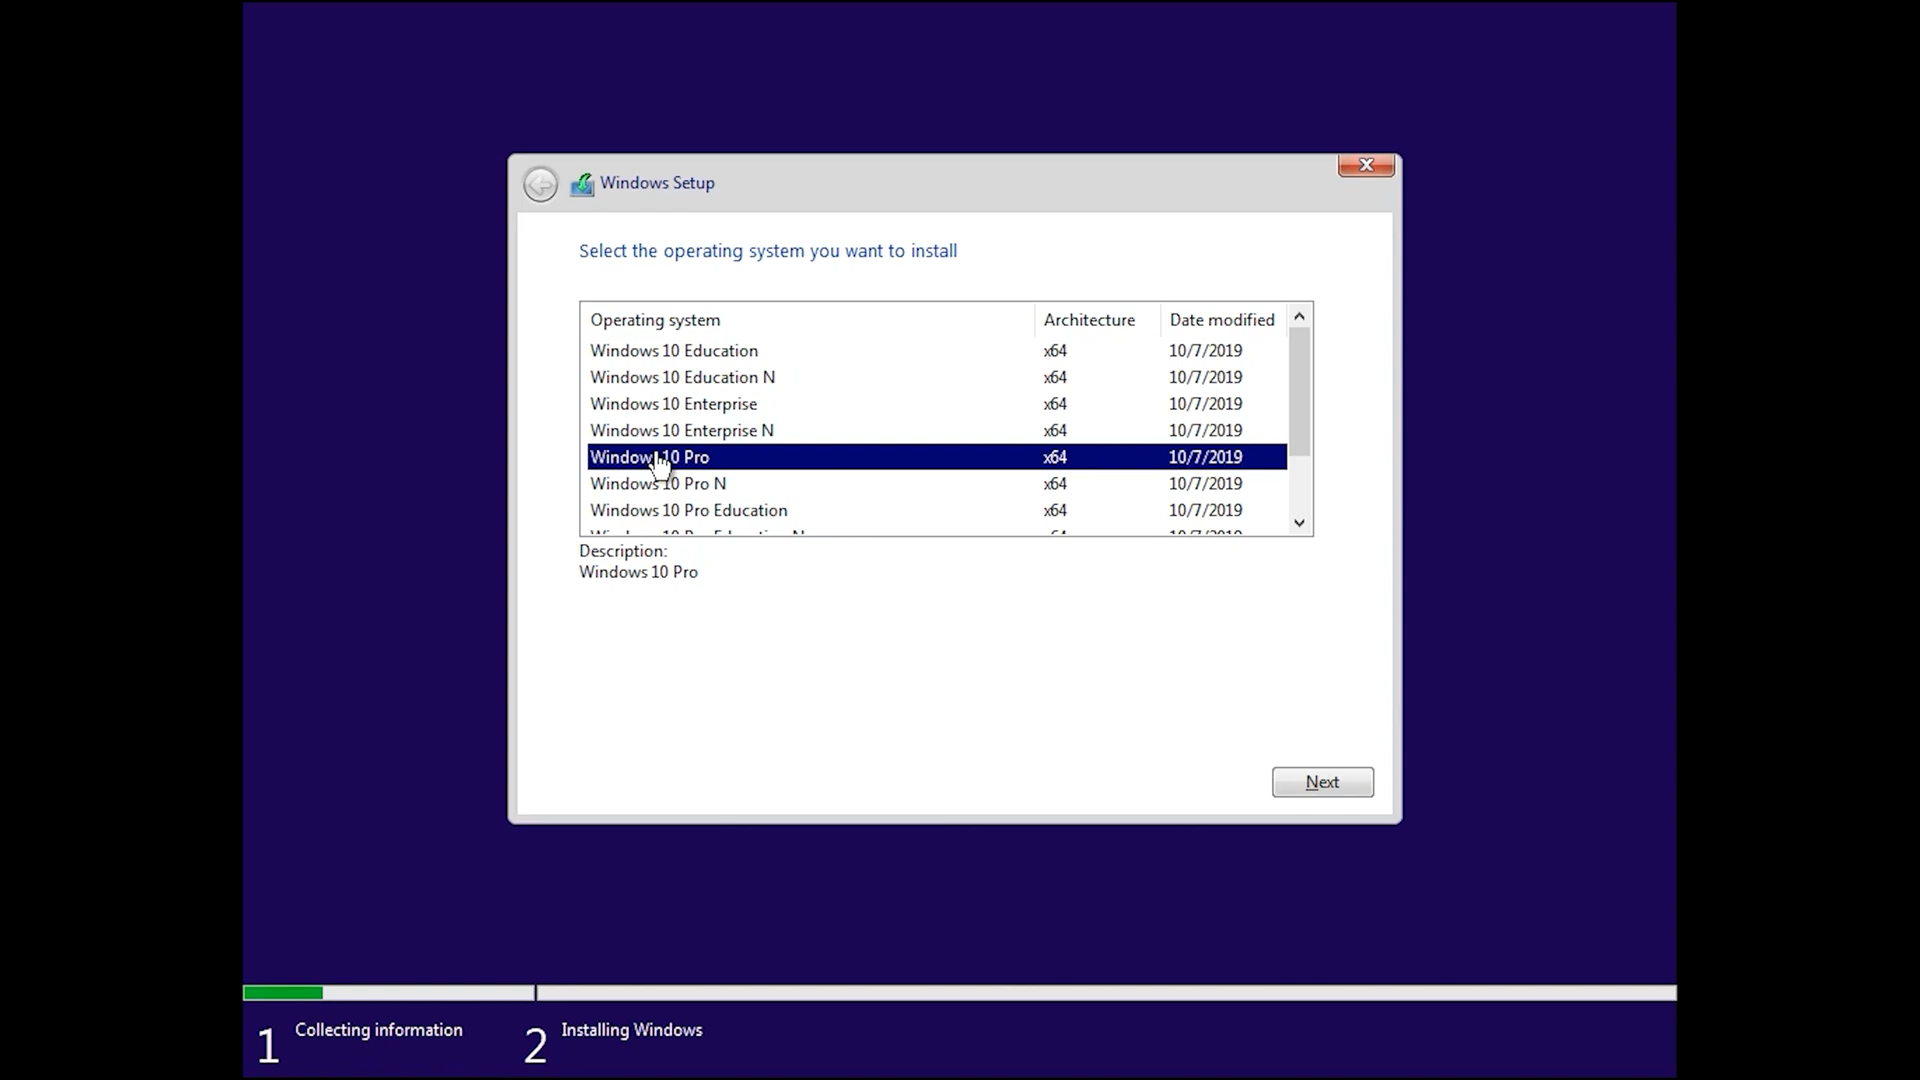 Windows Setup
Select the operating system you want to install
Operating system Architecture Date modified
Windows 10 Education x64 10/7/2019
Windows 10 Education N x64 10/7/2019
Windows 10 Enterprise x64 10/7/2019
Windows 10 Enterprise N x64 10/7/2019
Windows 10 Pro x64 10/7/2019
Windows 10 Pro N x64 10/7/2019
Windows 10 Pro Education x64 10/7/2019
Description:
Windows 10 Pro
Next
1 Collecting information 2 Installing Windows